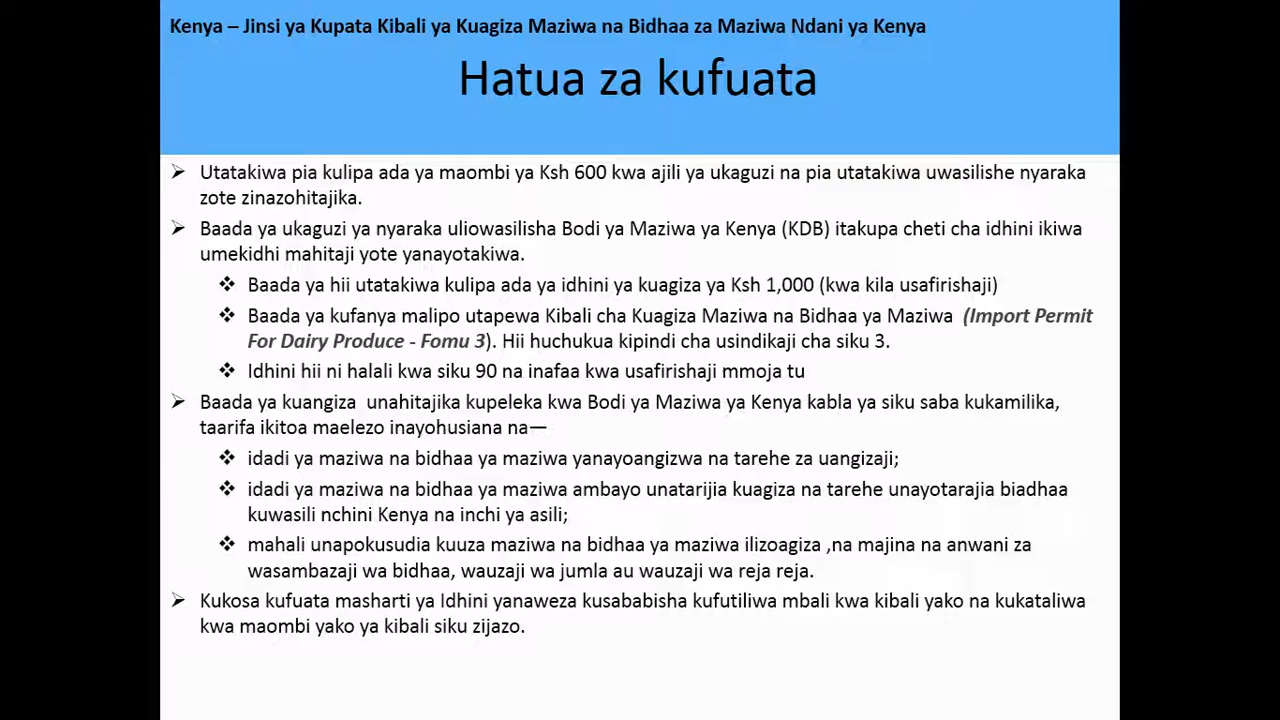 Kenya – Jinsi ya Kupata Kibali ya Kuagiza Maziwa na Bidhaa za Maziwa Ndani ya Kenya
Hatua za kufuata
➢ Utatakiwa pia kulipa ada ya maombi ya Ksh 600 kwa ajili ya ukaguzi na pia utatakiwa uwasilishe nyaraka
zote zinazohitajika.
➢ Baada ya ukaguzi ya nyaraka uliowasilisha Bodi ya Maziwa ya Kenya (KDB) itakupa cheti cha idhini ikiwa
umekidhi mahitaji yote yanayotakiwa.
❖ Baada ya hii utatakiwa kulipa ada ya idhini ya kuagiza ya Ksh 1,000 (kwa kila usafirishaji)
❖ Baada ya kufanya malipo utapewa Kibali cha Kuagiza Maziwa na Bidhaa ya Maziwa (Import Permit
For Dairy Produce - Fomu 3). Hii huchukua kipindi cha usindikaji cha siku 3.
❖ Idhini hii ni halali kwa siku 90 na inafaa kwa usafirishaji mmoja tu
➢ Baada ya kuangiza unahitajika kupeleka kwa Bodi ya Maziwa ya Kenya kabla ya siku saba kukamilika,
taarifa ikitoa maelezo inayohusiana na—
❖ idadi ya maziwa na bidhaa ya maziwa yanayoangizwa na tarehe za uangizaji;
❖ idadi ya maziwa na bidhaa ya maziwa ambayo unatarijia kuagiza na tarehe unayotarajia biadhaa
kuwasili nchini Kenya na inchi ya asili;
❖ mahali unapokusudia kuuza maziwa na bidhaa ya maziwa ilizoagiza ,na majina na anwani za
wasambazaji wa bidhaa, wauzaji wa jumla au wauzaji wa reja reja.
➢ Kukosa kufuata masharti ya Idhini yanaweza kusababisha kufutiliwa mbali kwa kibali yako na kukataliwa
kwa maombi yako ya kibali siku zijazo.